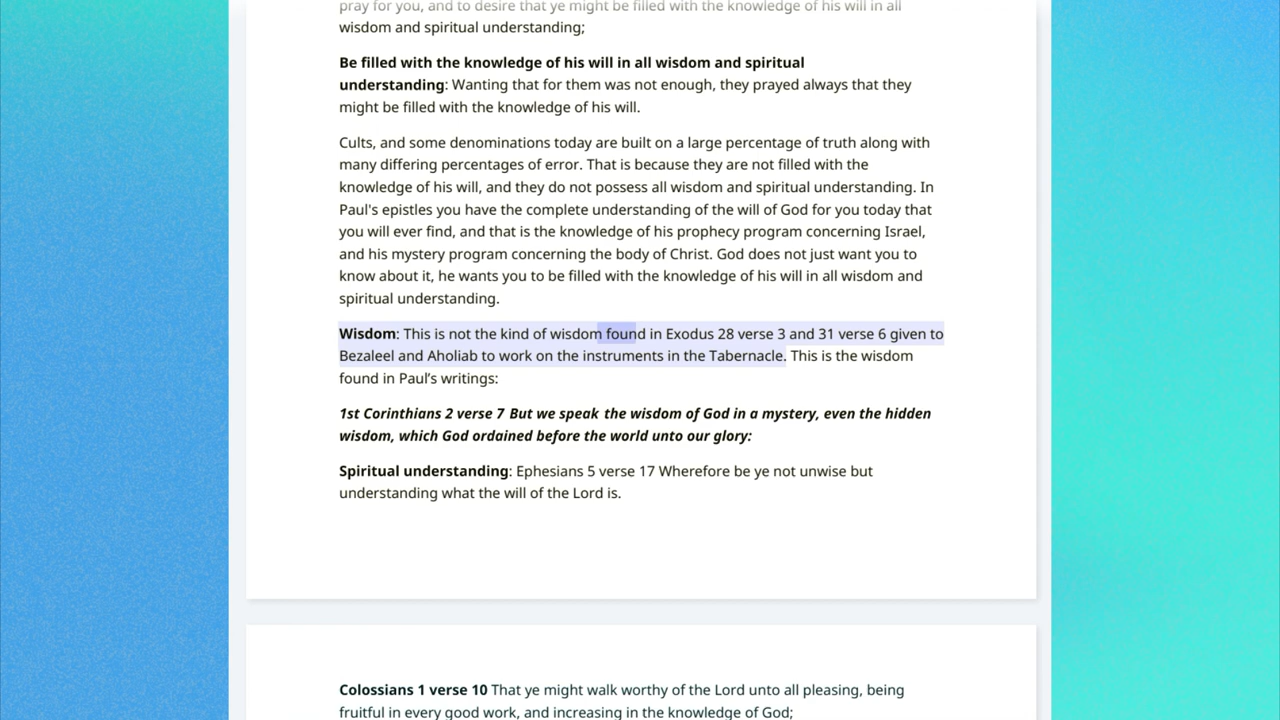 pray for you, and to desire that ye might be filled with the knowledge of his will in all
wisdom and spiritual understanding;
Be filled with the knowledge of his will in all wisdom and spiritual
understanding: Wanting that for them was not enough, they prayed always that they
might be filled with the knowledge of his will.
Cults, and some denominations today are built on a large percentage of truth along with
many differing percentages of error. That is because they are not filled with the
knowledge of his will, and they do not possess all wisdom and spiritual understanding. In
Paul's epistles you have the complete understanding of the will of God for you today that
you will ever find, and that is the knowledge of his prophecy program concerning Israel,
and his mystery program concerning the body of Christ. God does not just want you to
know about it, he wants you to be filled with the knowledge of his will in all wisdom and
spiritual understanding.
Wisdom: This is not the kind of wisdom found in Exodus 28 verse 3 and 31 verse 6 given to
Bezaleel and Aholiab to work on the instruments in the Tabernacle. This is the wisdom
found in Paul’s writings:
1st Corinthians 2 verse 7 But we speak the wisdom of God in a mystery, even the hidden
wisdom, which God ordained before the world unto our glory:
Spiritual understanding: Ephesians 5 verse 17 Wherefore be ye not unwise but
understanding what the will of the Lord is.
Colossians 1 verse 10 That ye might walk worthy of the Lord unto all pleasing, being
fruitful in every good work, and increasing in the knowledge of God;